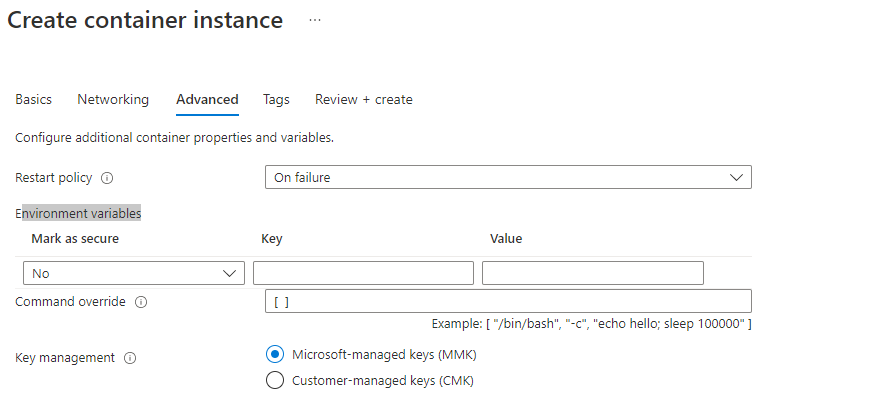 Create container instance ...
Basics Networking Advanced Tags Review + create
Configure additional container properties and variables.
Restart policy On failure
Environment variables
Mark as secure Key Value
No
Command override [ ]
Example: [ "/bin/bash", "-c", "echo hello; sleep 100000" ]
Key management Microsoft-managed keys (MMK)
Customer-managed keys (CMK)